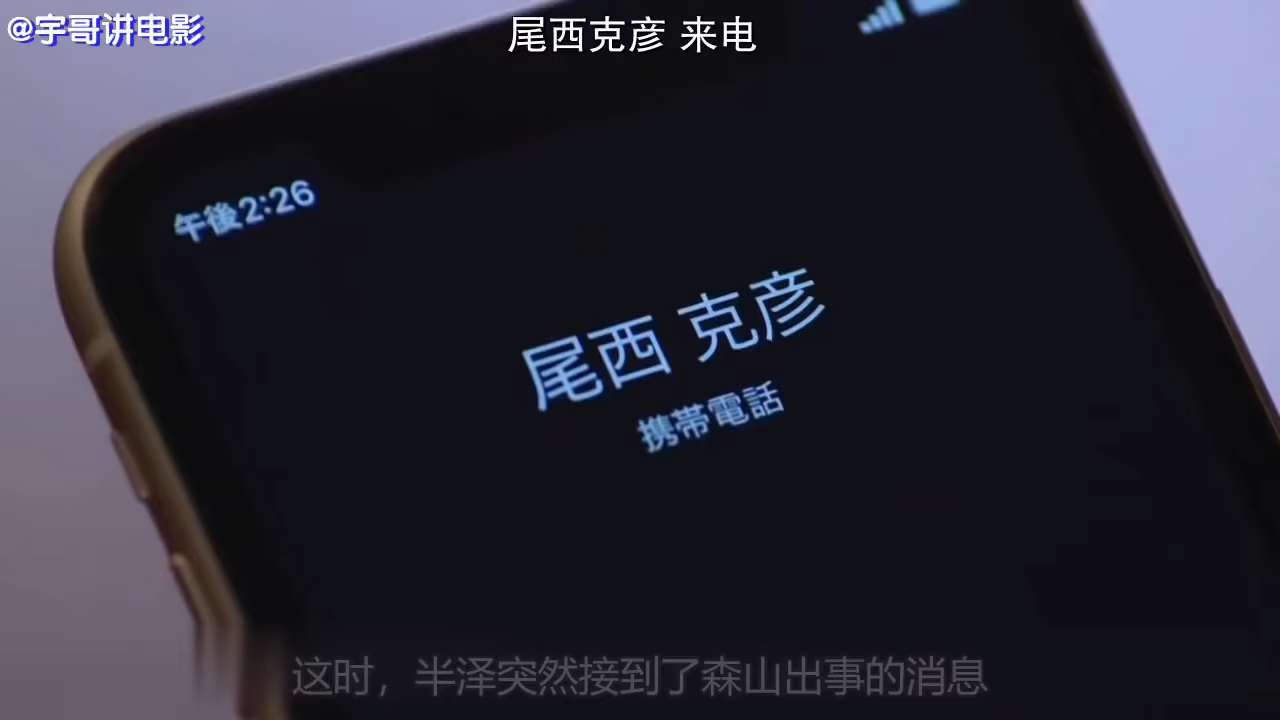 @宇哥讲电影
尾西克彦 来电
午後2:26
尾西 克彦
携帯電話
这时，半泽突然接到了森山出事的消息